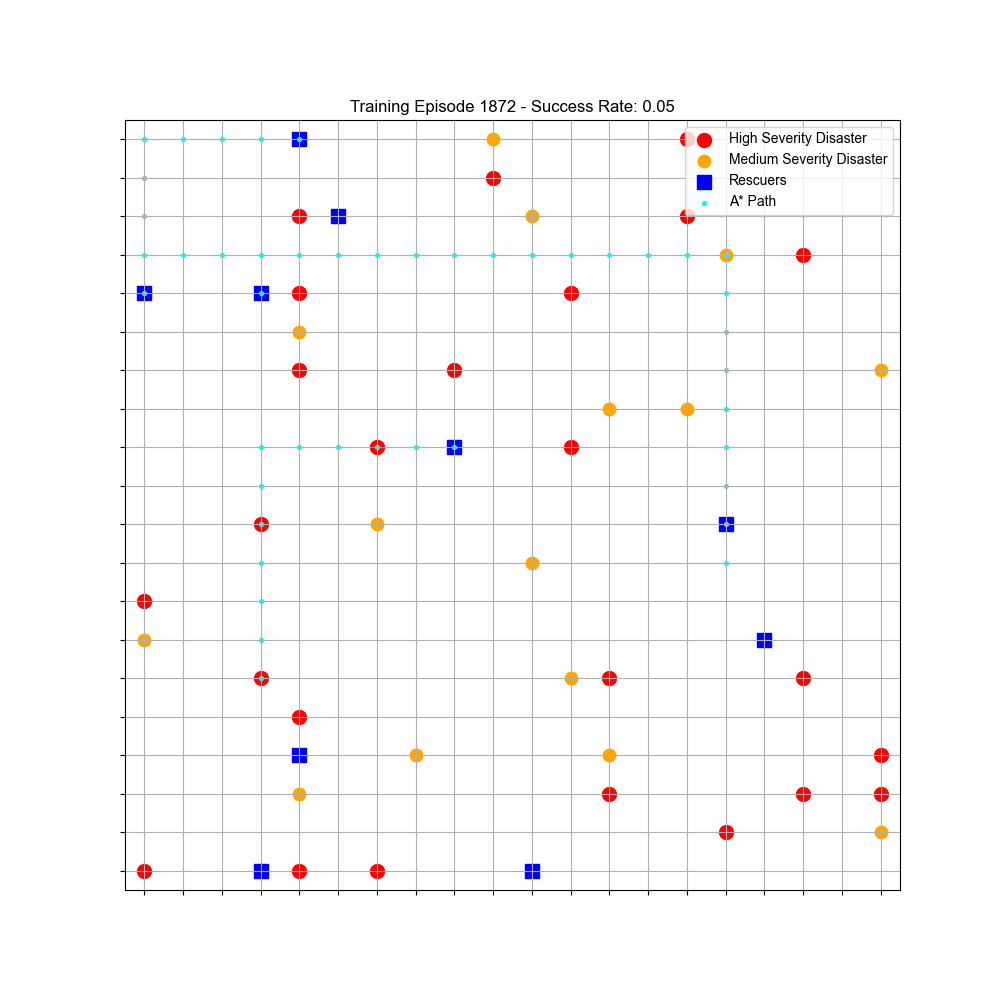 Training Episode 1872 - Success Rate: 0.05
High Severity Disaster
Medium Severity Disaster
Rescuers
A* Path